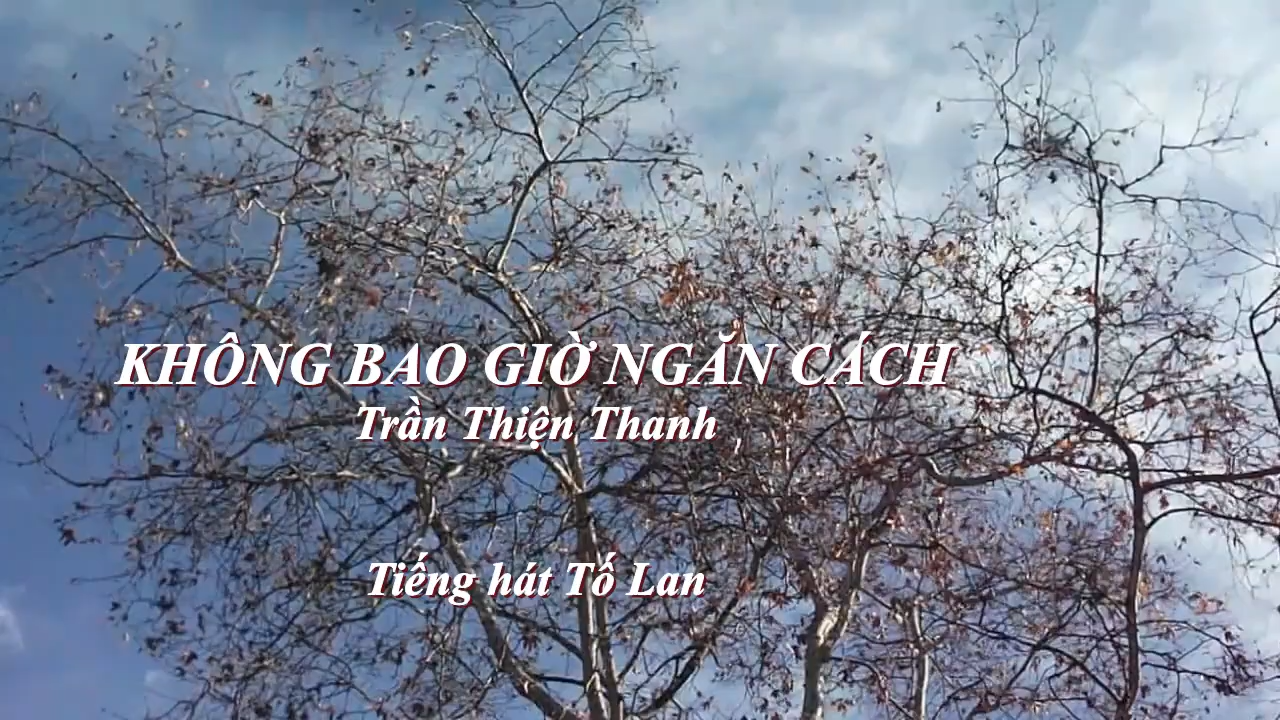 KHÔNG BAO GIỜ NGĂN CÁCH
Trần Thiện Thanh
Tiếng hát Tố Lan